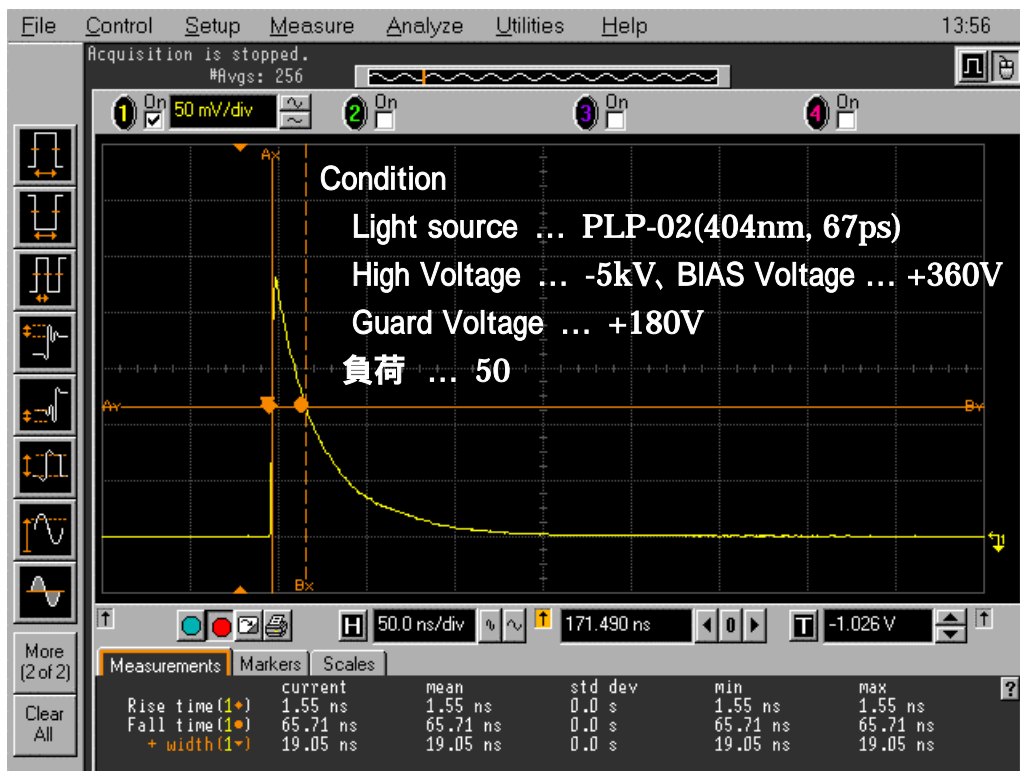 File Control Setup Measure Analyze Utilities Help 13:56
Acquisition is stopped.
#Avgs: 256
1 On 50 mV/div 2 On 3 On 4 On
Ax
Condition
Light source … PLP-02(404nm, 67ps)
High Voltage … -5kV、BIAS Voltage … +360V
Guard Voltage … +180V
負荷 … 50
Ay By
Bx
1
H 50.0 ns/div 171.490 ns 0 T -1.026 V
More
(2 of 2)
Clear
All
Measurements Markers Scales
current mean std dev min max
Rise time(1) 1.55 ns 1.55 ns 0.0 s 1.55 ns 1.55 ns
Fall time(1) 65.71 ns 65.71 ns 0.0 s 65.71 ns 65.71 ns
+ width(1) 19.05 ns 19.05 ns 0.0 s 19.05 ns 19.05 ns
?